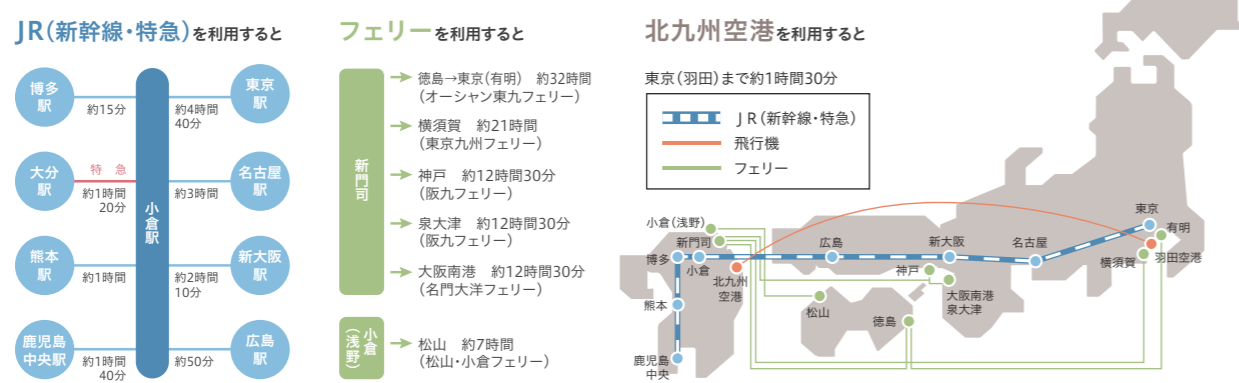 JR(新幹線・特急)を利用すると
博多
駅
約15分
東京
駅
約4時間
40分
大分
駅
特 急
約1時間
20分
名古屋
駅
約3時間
小倉駅
熊本
駅
約1時間
新大阪
駅
約2時間
10分
鹿児島
中央駅
約1時間
40分
広島
駅
約50分
フェリーを利用すると
新門司
徳島→東京(有明) 約32時間
(オーシャン東九フェリー)
横須賀 約21時間
(東京九州フェリー)
神戸 約12時間30分
(阪九フェリー)
泉大津 約12時間30分
(阪九フェリー)
大阪南港 約12時間30分
(名門大洋フェリー)
小倉
(浅野)
松山 約7時間
(松山・小倉フェリー)
北九州空港を利用すると
東京(羽田)まで約1時間30分
JR(新幹線・特急)
飛行機
フェリー
小倉(浅野)
新門司
博多
小倉
北九州
空港
熊本
鹿児島
中央
広島
松山
徳島
神戸
新大阪
大阪南港
泉大津
名古屋
東京
有明
羽田空港
横須賀